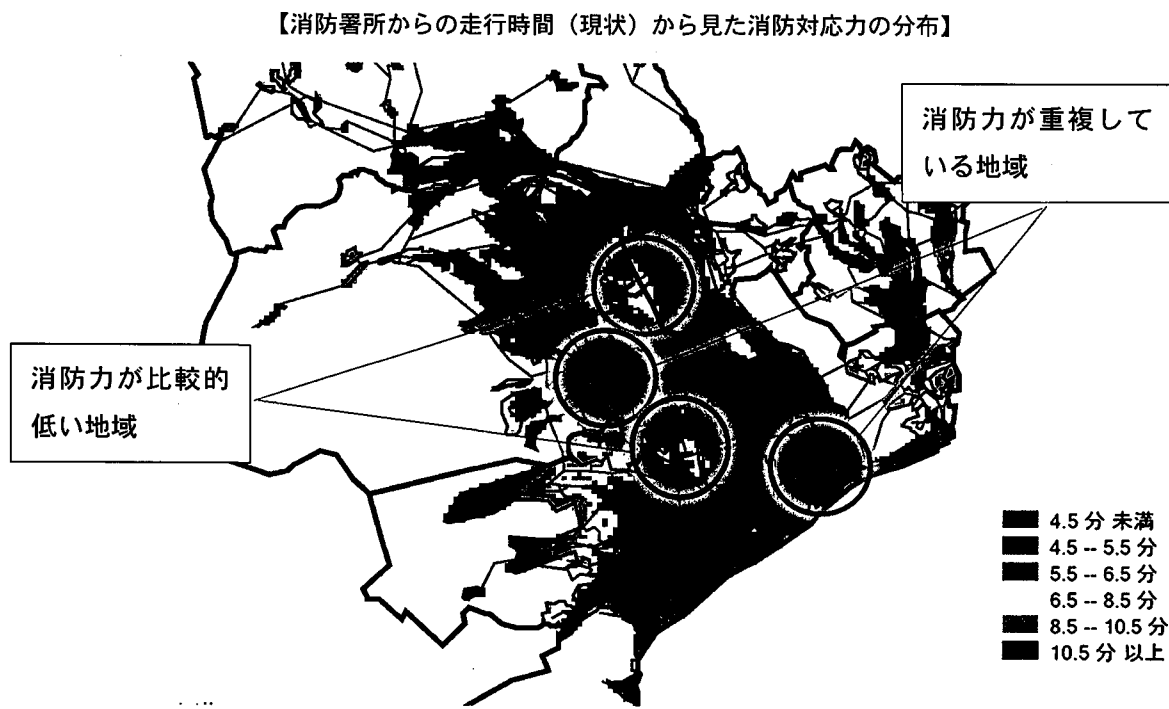 【消防署所からの走行時間（現状）から見た消防対応力の分布】
消防力が重複して
いる地域
消防力が比較的
低い地域
4.5 分 未満
4.5 -- 5.5 分
5.5 -- 6.5 分
6.5 -- 8.5 分
8.5 -- 10.5 分
10.5 分 以上